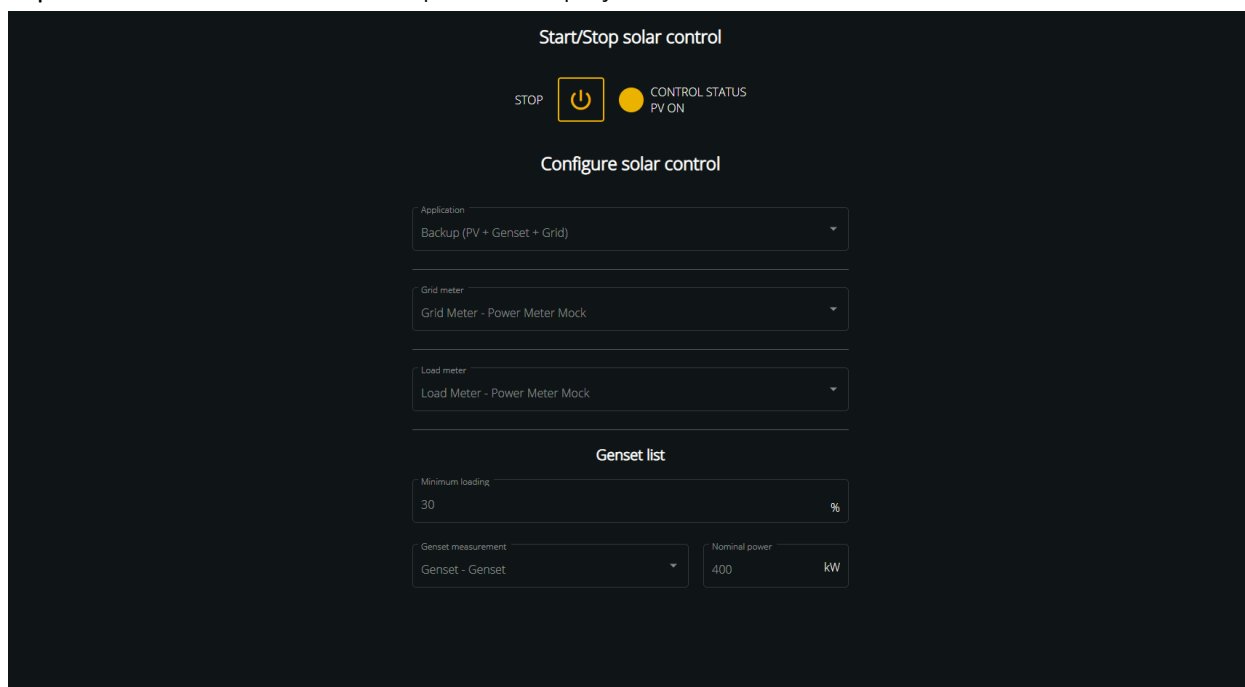 Start/Stop solar control
STOP
CONTROL STATUS
PV ON
Configure solar control
Application
Backup (PV + Genset + Grid)
Grid meter
Grid Meter - Power Meter Mock
Load meter
Load Meter - Power Meter Mock
Genset list
Minimum loading
30 %
Genset measurement
Genset - Genset
Nominal power
400 kW